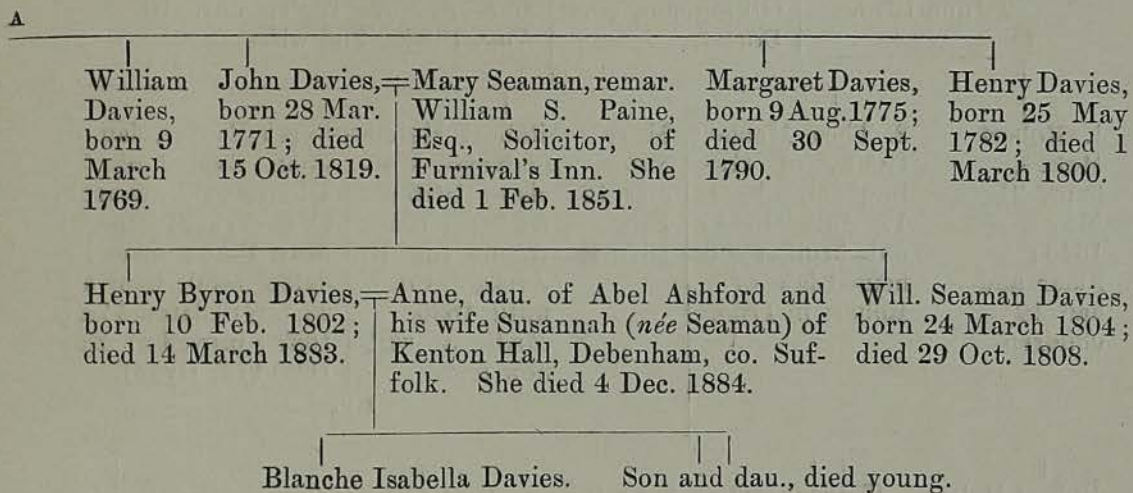 A
William
Davies,
born 9
March
1769.
John Davies,
born 28 Mar.
1771; died
15 Oct. 1819.
Mary Seaman, remar.
William S. Paine,
Esq., Solicitor, of
Furnival's Inn. She
died 1 Feb. 1851.
Margaret Davies,
born 9 Aug. 1775;
died 30 Sept.
1790.
Henry Davies,
born 25 May
1782; died 1
March 1800.
Henry Byron Davies,
born 10 Feb. 1802;
died 14 March 1883.
Anne, dau. of Abel Ashford and
his wife Susannah (née Seaman) of
Kenton Hall, Debenham, co. Suf-
folk. She died 4 Dec. 1884.
Will. Seaman Davies,
born 24 March 1804;
died 29 Oct. 1808.
Blanche Isabella Davies.
Son and dau., died young.